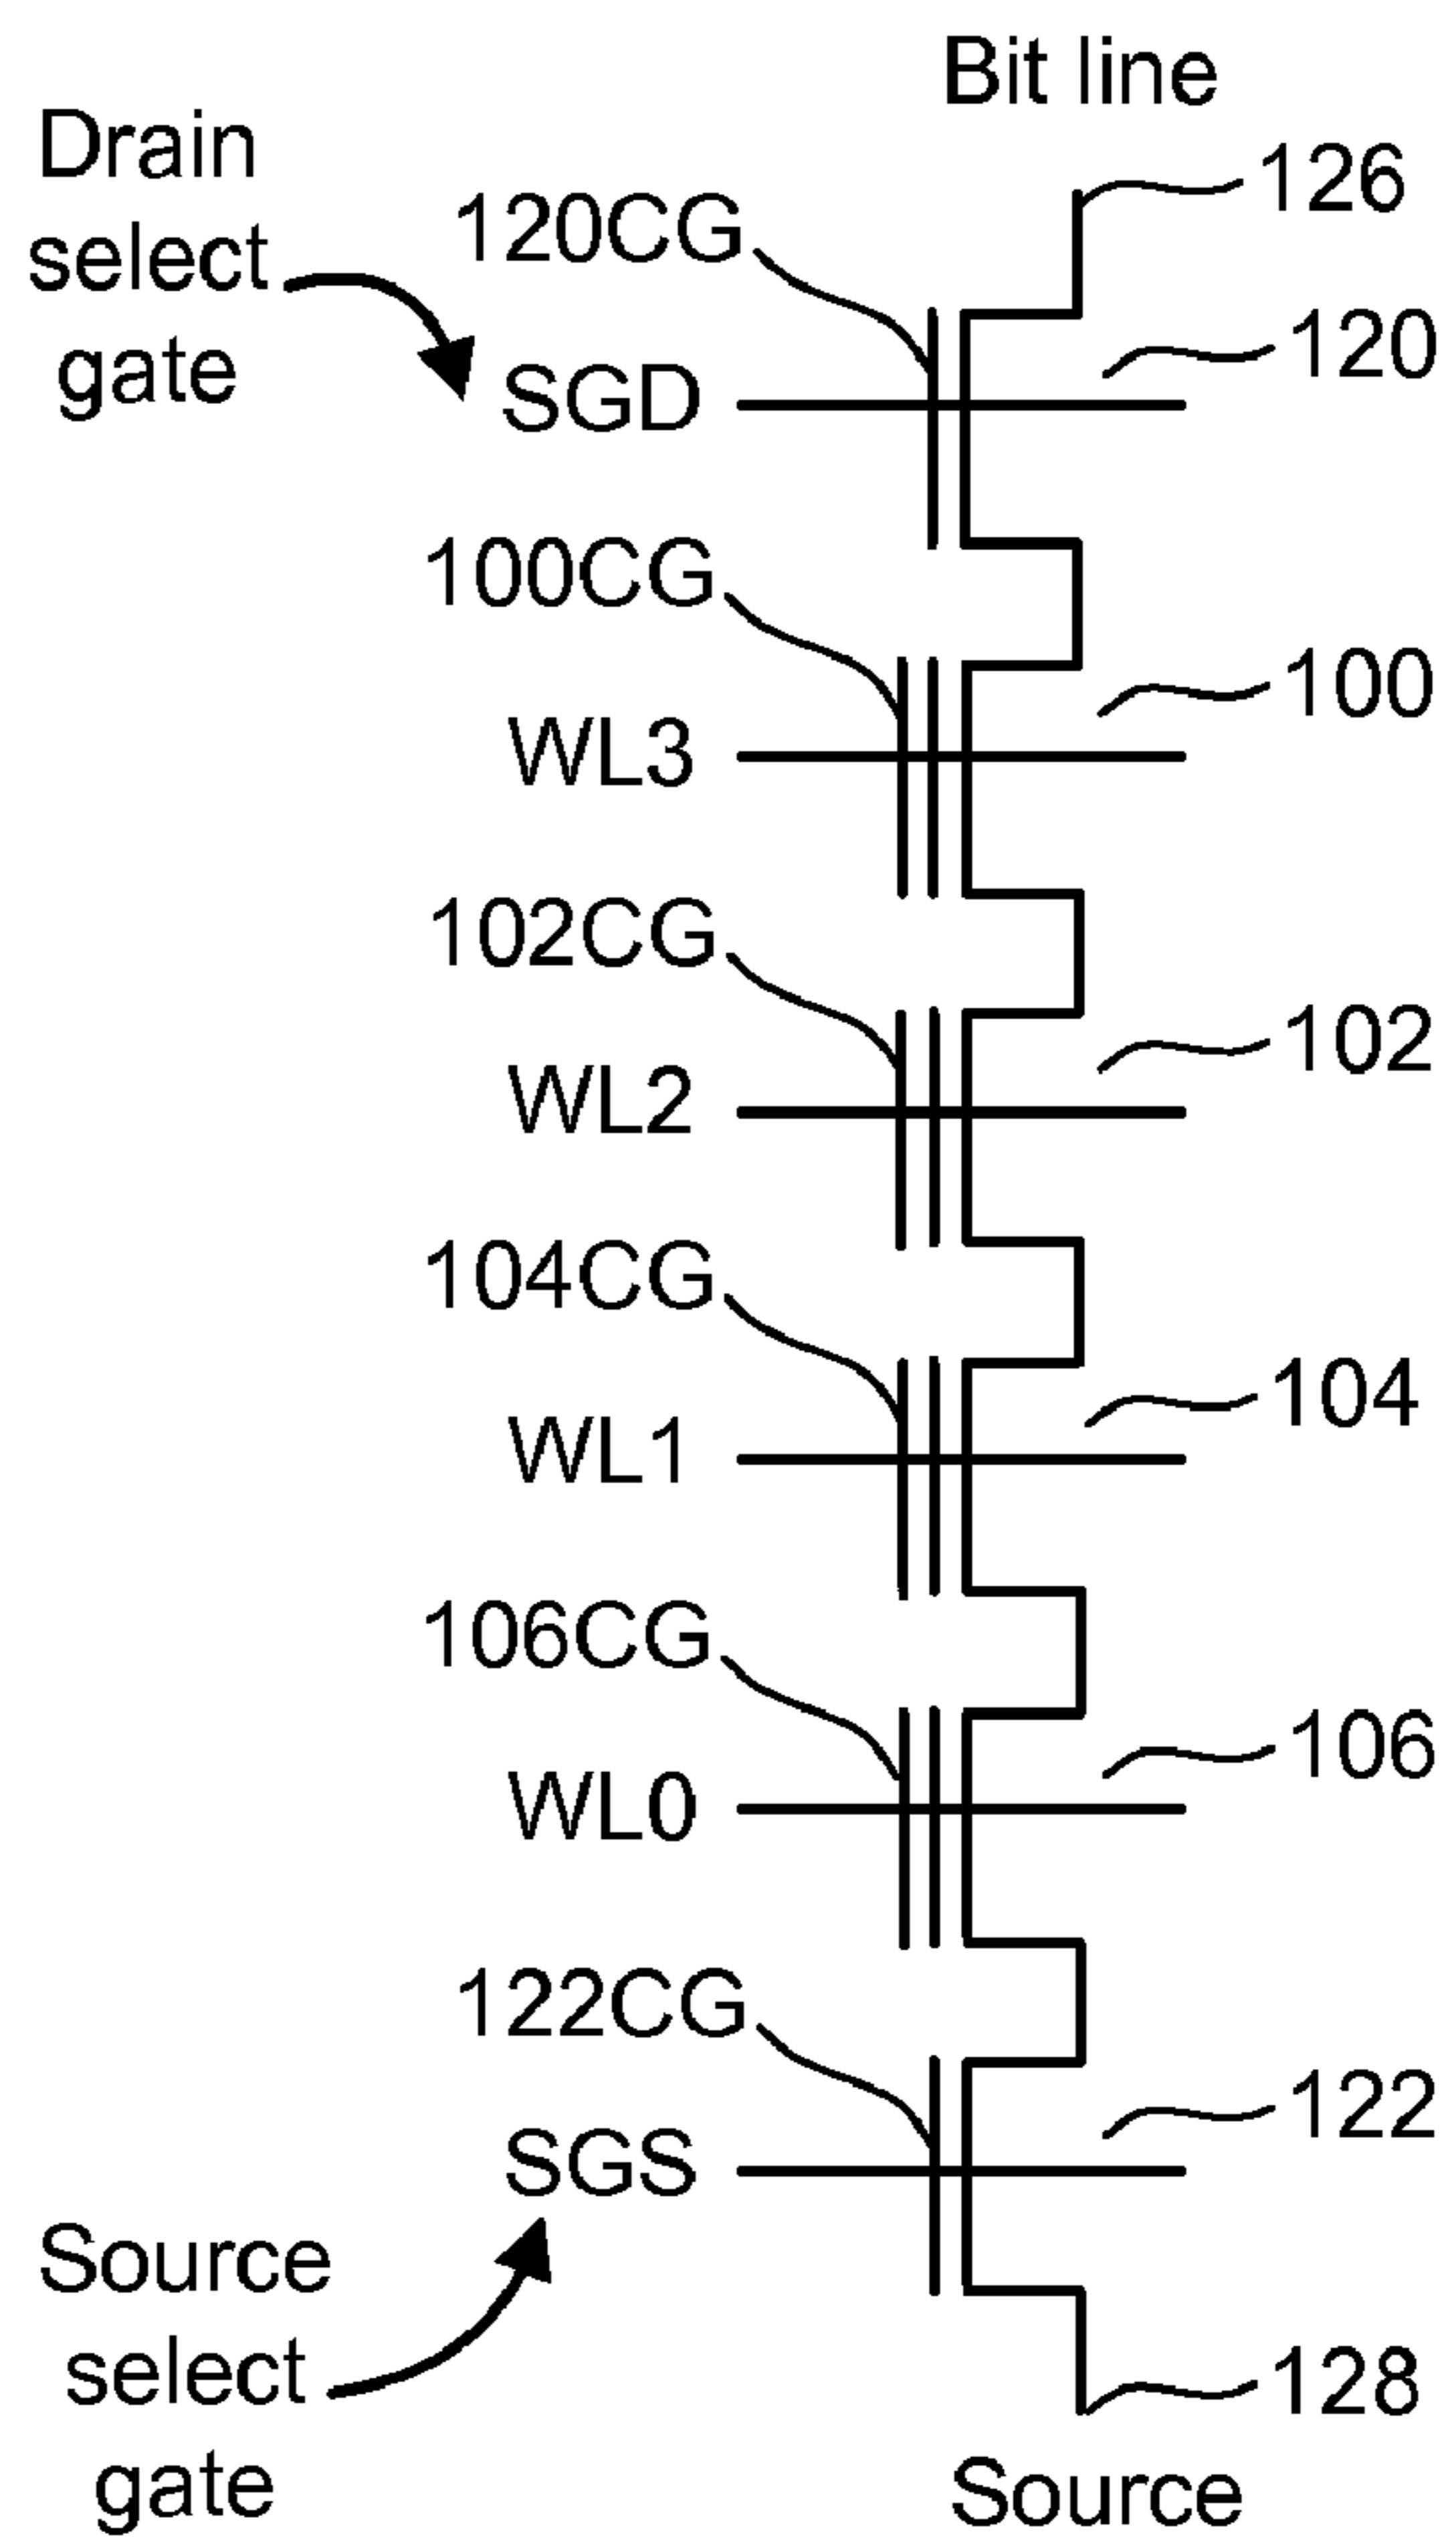 Bit line
Drain
select
gate
126
120CG
120
SGD
100CG
100
WL3
102CG
102
WL2
104CG
104
WL1
106CG
106
WL0
122CG
122
SGS
Source
select
gate
128
Source